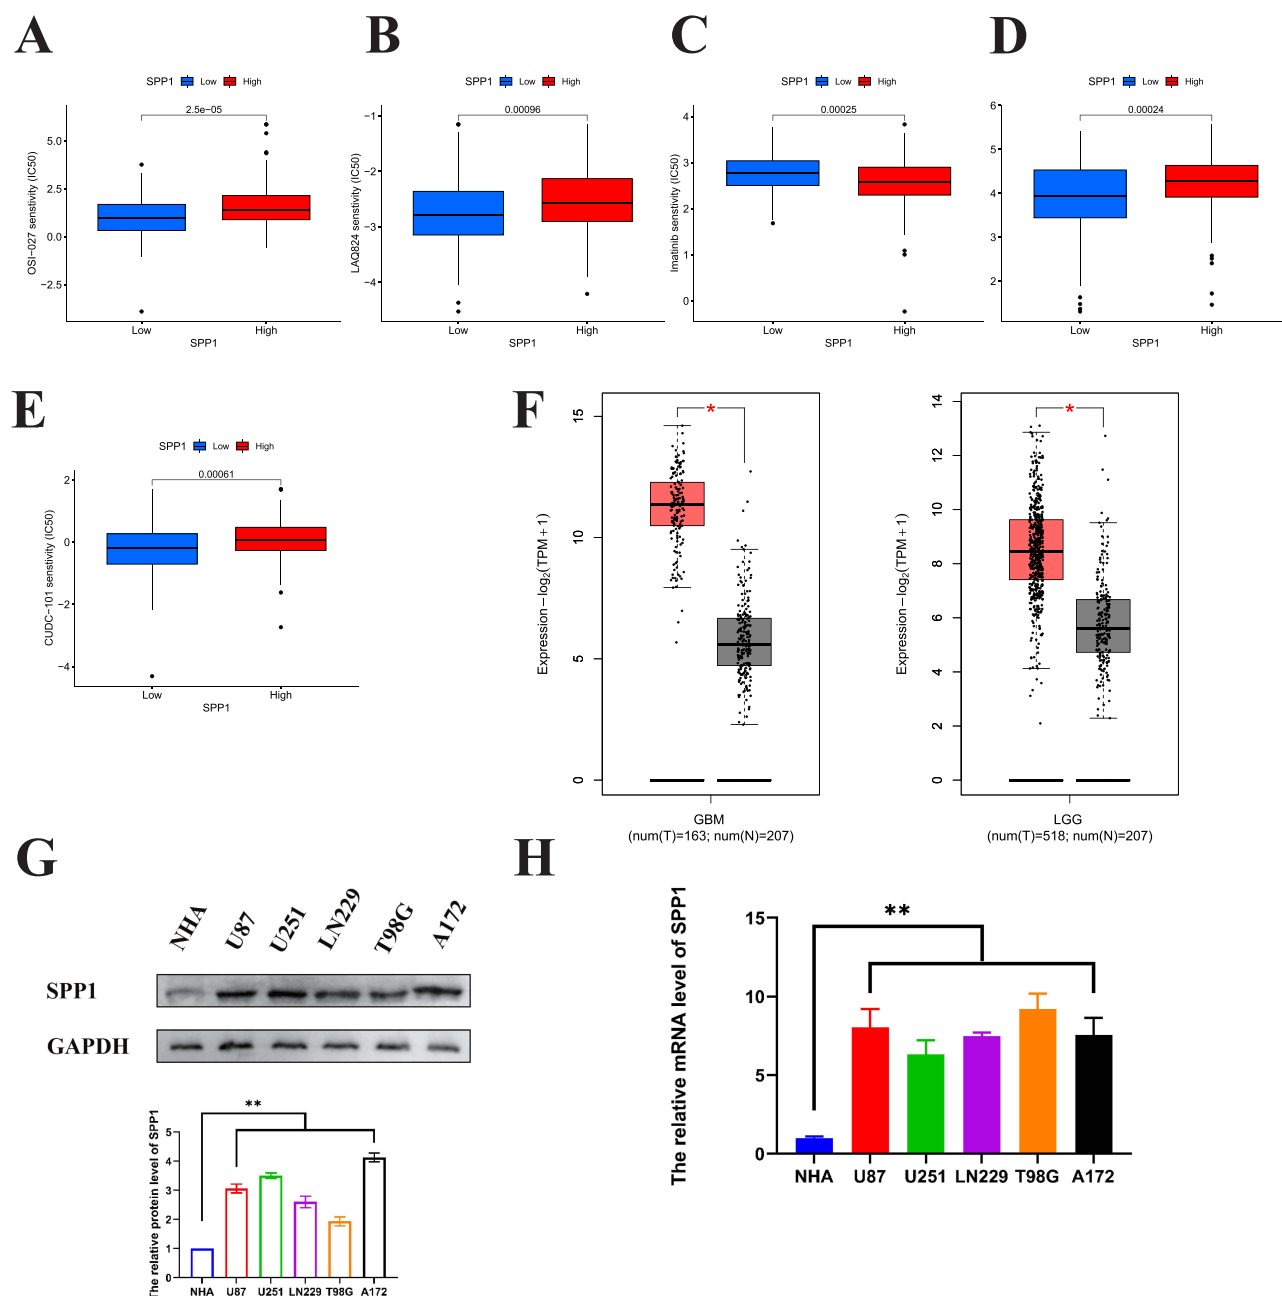 A
SPP1 Low High
2.5e−05
OSI−027 senstivity (IC50)
5.0
2.5
0.0
−2.5
Low High
SPP1
B
SPP1 Low High
0.00096
LAQ824 senstivity (IC50)
−1
−2
−3
−4
Low High
SPP1
C
SPP1 Low High
0.00025
Imatinib senstivity (IC50)
4
3
2
1
0
Low High
SPP1
D
SPP1 Low High
0.00024
6
5
4
3
2
Low High
SPP1
E
SPP1 Low High
0.00061
CUDC−101 senstivity (IC50)
2
0
−2
−4
Low High
SPP1
F
*
Expression−log2(TPM+1)
15
10
5
0
GBM
(num(T)=163; num(N)=207)
*
Expression−log2(TPM+1)
14
12
10
8
6
4
2
0
LGG
(num(T)=518; num(N)=207)
G
NHA U87 U251 LN229 T98G A172
SPP1
GAPDH
**
The relative protein level of SPP1
5
4
3
2
1
0
NHA U87 U251 LN229 T98G A172
H
**
The relative mRNA level of SPP1
15
10
5
0
NHA U87 U251 LN229 T98G A172